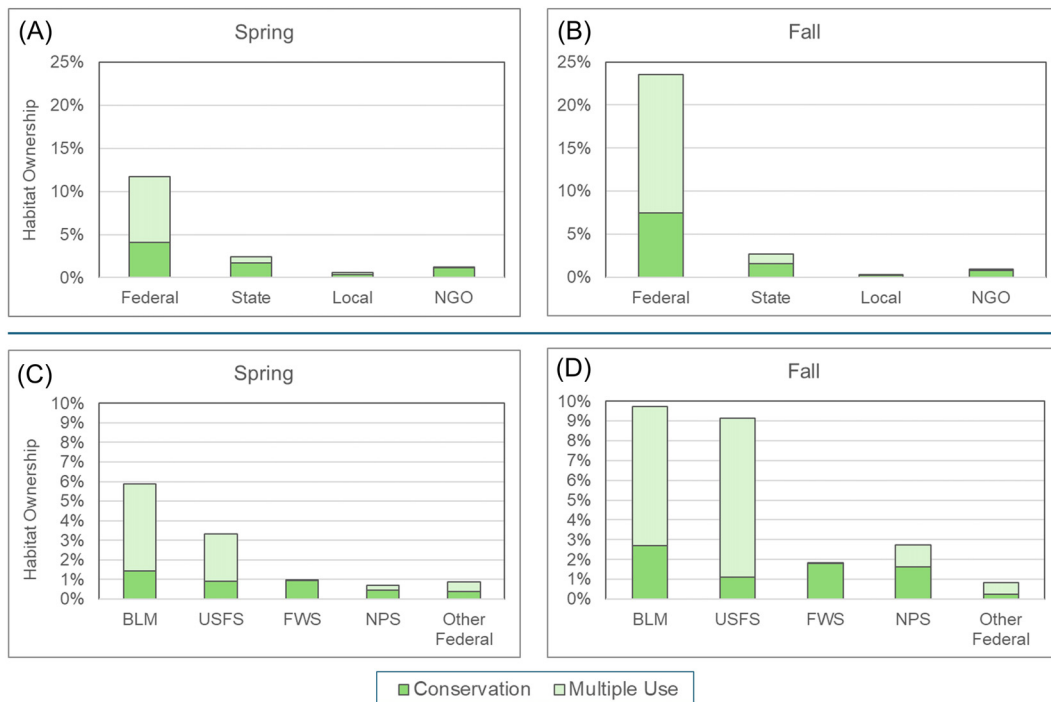 (A)
Spring
25%
20%
15%
10%
5%
0%
Habitat Ownership
Federal State Local NGO
(B)
Fall
25%
20%
15%
10%
5%
0%
Federal State Local NGO
(C)
Spring
10%
9%
8%
7%
6%
5%
4%
3%
2%
1%
0%
Habitat Ownership
BLM USFS FWS NPS Other
Federal
(D)
Fall
10%
9%
8%
7%
6%
5%
4%
3%
2%
1%
0%
BLM USFS FWS NPS Other
Federal
Conservation Multiple Use